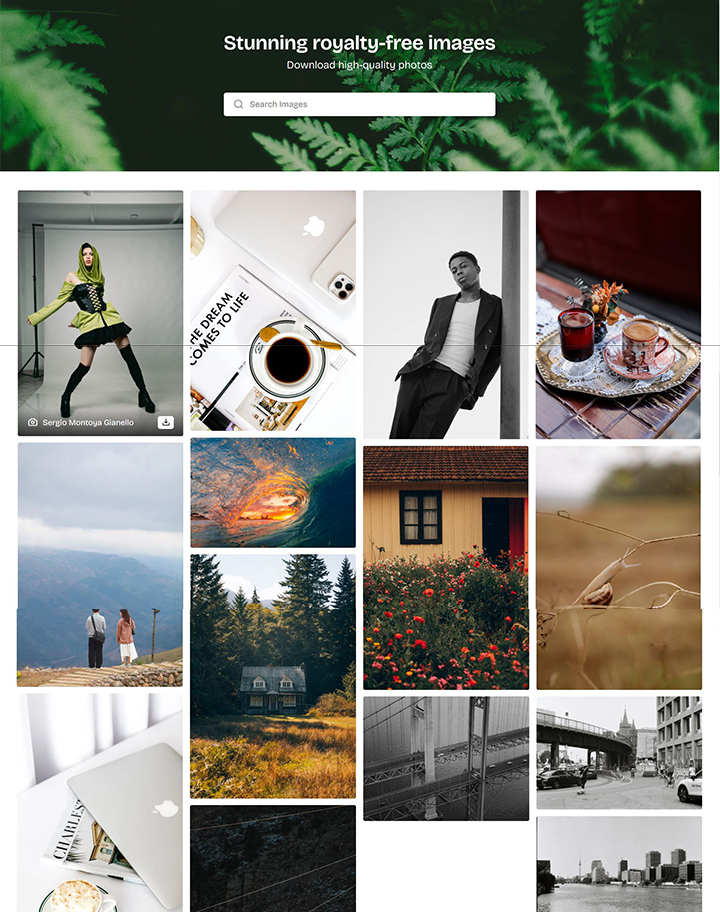 Stunning royalty-free images
Download high-quality photos
Search Images
THE DREAM
COMES TO LIFE
Sergio Montoya Gianello
CHARLES